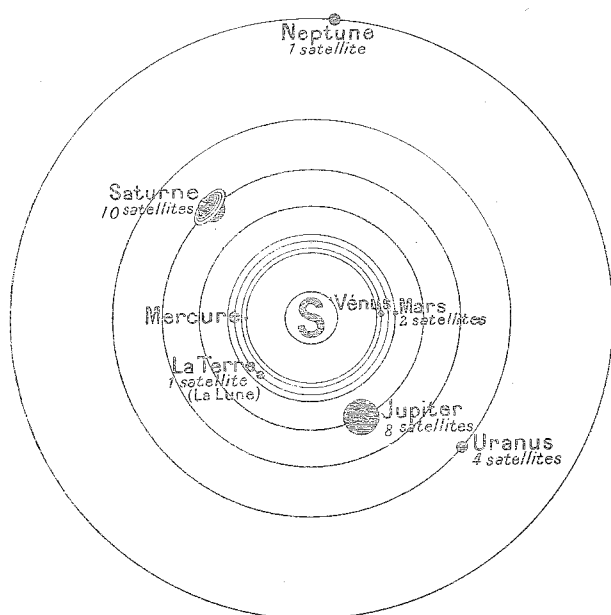 Neptune
1 satellite
Saturne
10 satellites
Mercure
S
Vénus
Mars
2 satellites
La Terre
1 satellite
(La Lune)
Jupiter
8 satellites
Uranus
4 satellites